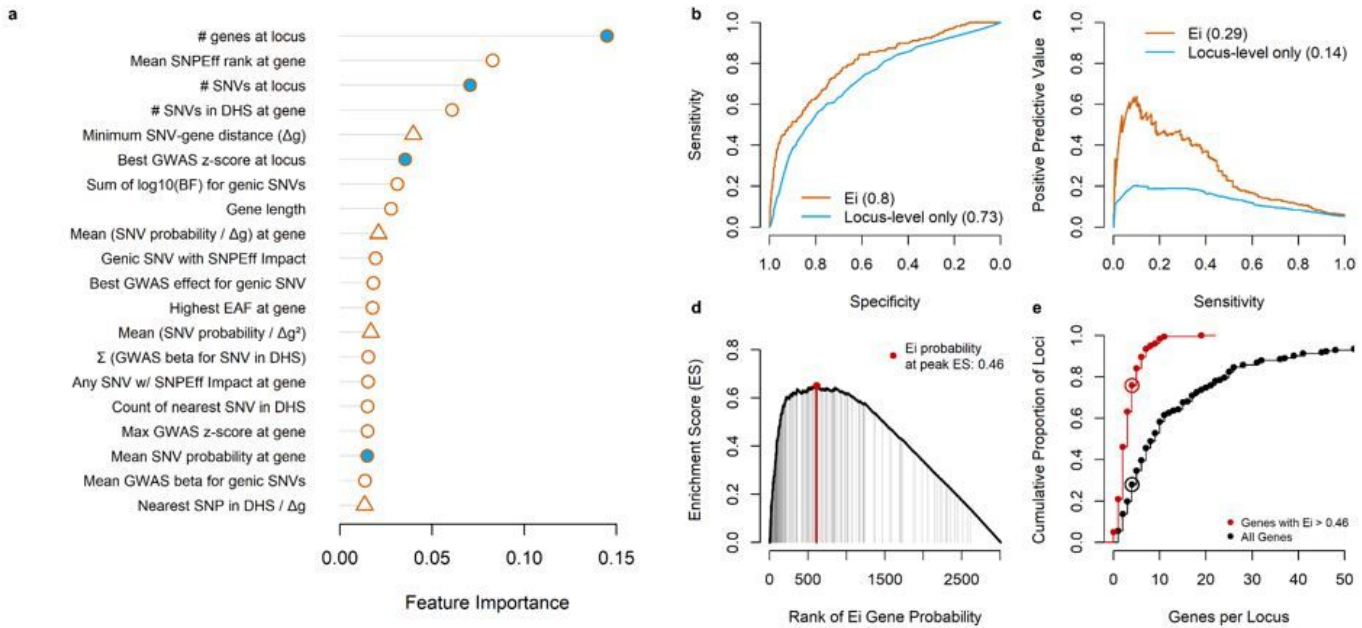 a
# genes at locus
Mean SNPEff rank at gene
# SNVs at locus
# SNVs in DHS at gene
Minimum SNV-gene distance (Δg)
Best GWAS z-score at locus
Sum of log10(BF) for genic SNVs
Gene length
Mean (SNV probability / Δg) at gene
Genic SNV with SNPEff Impact
Best GWAS effect for genic SNV
Highest EAF at gene
Mean (SNV probability / Δg²)
Σ (GWAS beta for SNV in DHS)
Any SNV w/ SNPEff Impact at gene
Count of nearest SNV in DHS
Max GWAS z-score at gene
Mean SNV probability at gene
Mean GWAS beta for genic SNVs
Nearest SNP in DHS / Δg
0.00 0.05 0.10 0.15
Feature Importance
b
Sensitivity
0.0 0.2 0.4 0.6 0.8 1.0
Ei (0.8)
Locus-level only (0.73)
1.0 0.8 0.6 0.4 0.2 0.0
Specificity
c
Positive Predictive Value
0.0 0.2 0.4 0.6 0.8 1.0
Ei (0.29)
Locus-level only (0.14)
0.0 0.2 0.4 0.6 0.8 1.0
Sensitivity
d
Enrichment Score (ES)
0.0 0.2 0.4 0.6 0.8
Ei probability
at peak ES: 0.46
0 500 1500 2500
Rank of Ei Gene Probability
e
Cumulative Proportion of Loci
0.0 0.2 0.4 0.6 0.8 1.0
Genes with Ei > 0.46
All Genes
0 10 20 30 40 50
Genes per Locus